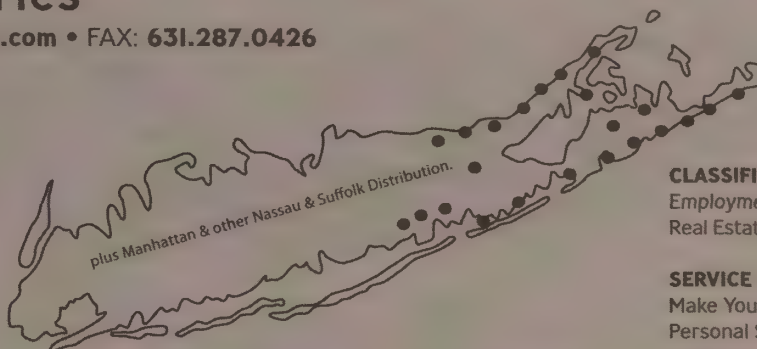 .com • FAX: 631.287.0426
plus Manhattan & other Nassau & Suffolk Distribution.
CLASSIFI
Employme
Real Estat
SERVICE
Make You
Personal S